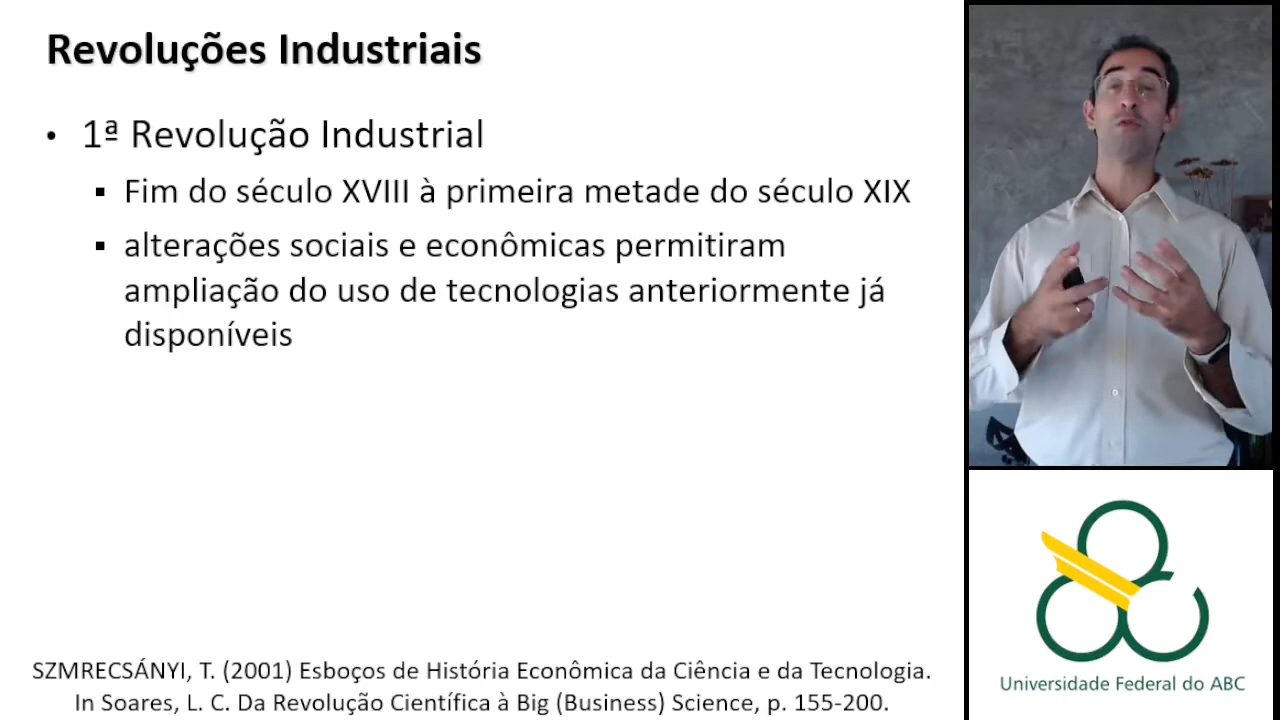 Revoluções Industriais
• 1ª Revolução Industrial
▪ Fim do século XVIII à primeira metade do século XIX
▪ alterações sociais e econômicas permitiram
ampliação do uso de tecnologias anteriormente já
disponíveis
SZMRECSÁNYI, T. (2001) Esboços de História Econômica da Ciência e da Tecnologia.
In Soares, L. C. Da Revolução Científica à Big (Business) Science, p. 155-200.
Universidade Federal do ABC